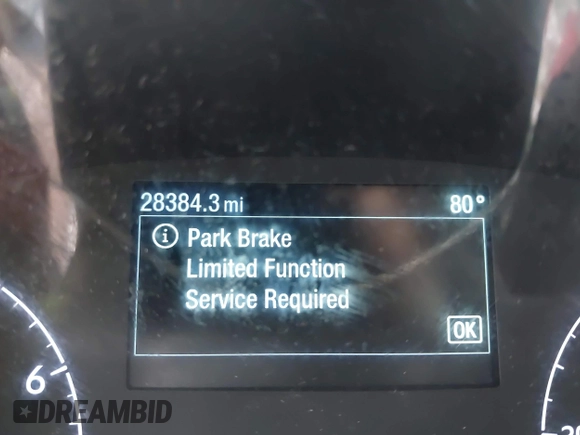 28384.3 mi 80°
Park Brake
Limited Function
Service Required
OK
6
DREAMBID